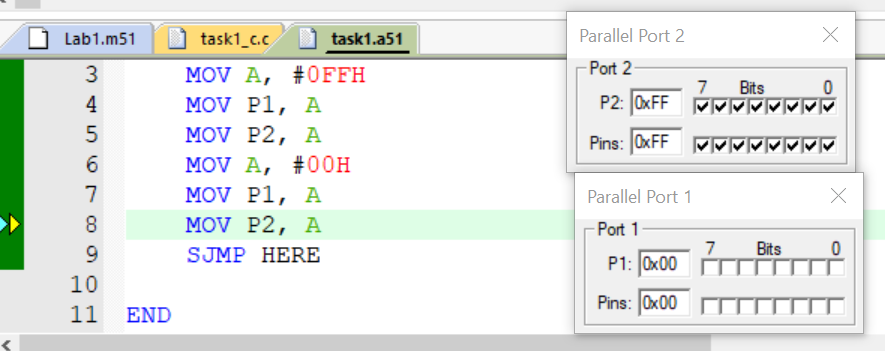 Lab1.m51 task1_c.c task1.a51
3 MOV A, #0FFH
4 MOV P1, A
5 MOV P2, A
6 MOV A, #00H
7 MOV P1, A
8 MOV P2, A
9 SJMP HERE
10
11 END
Parallel Port 2
Port 2
7 Bits 0
P2: 0xFF
Pins: 0xFF
Parallel Port 1
Port 1
7 Bits 0
P1: 0x00
Pins: 0x00